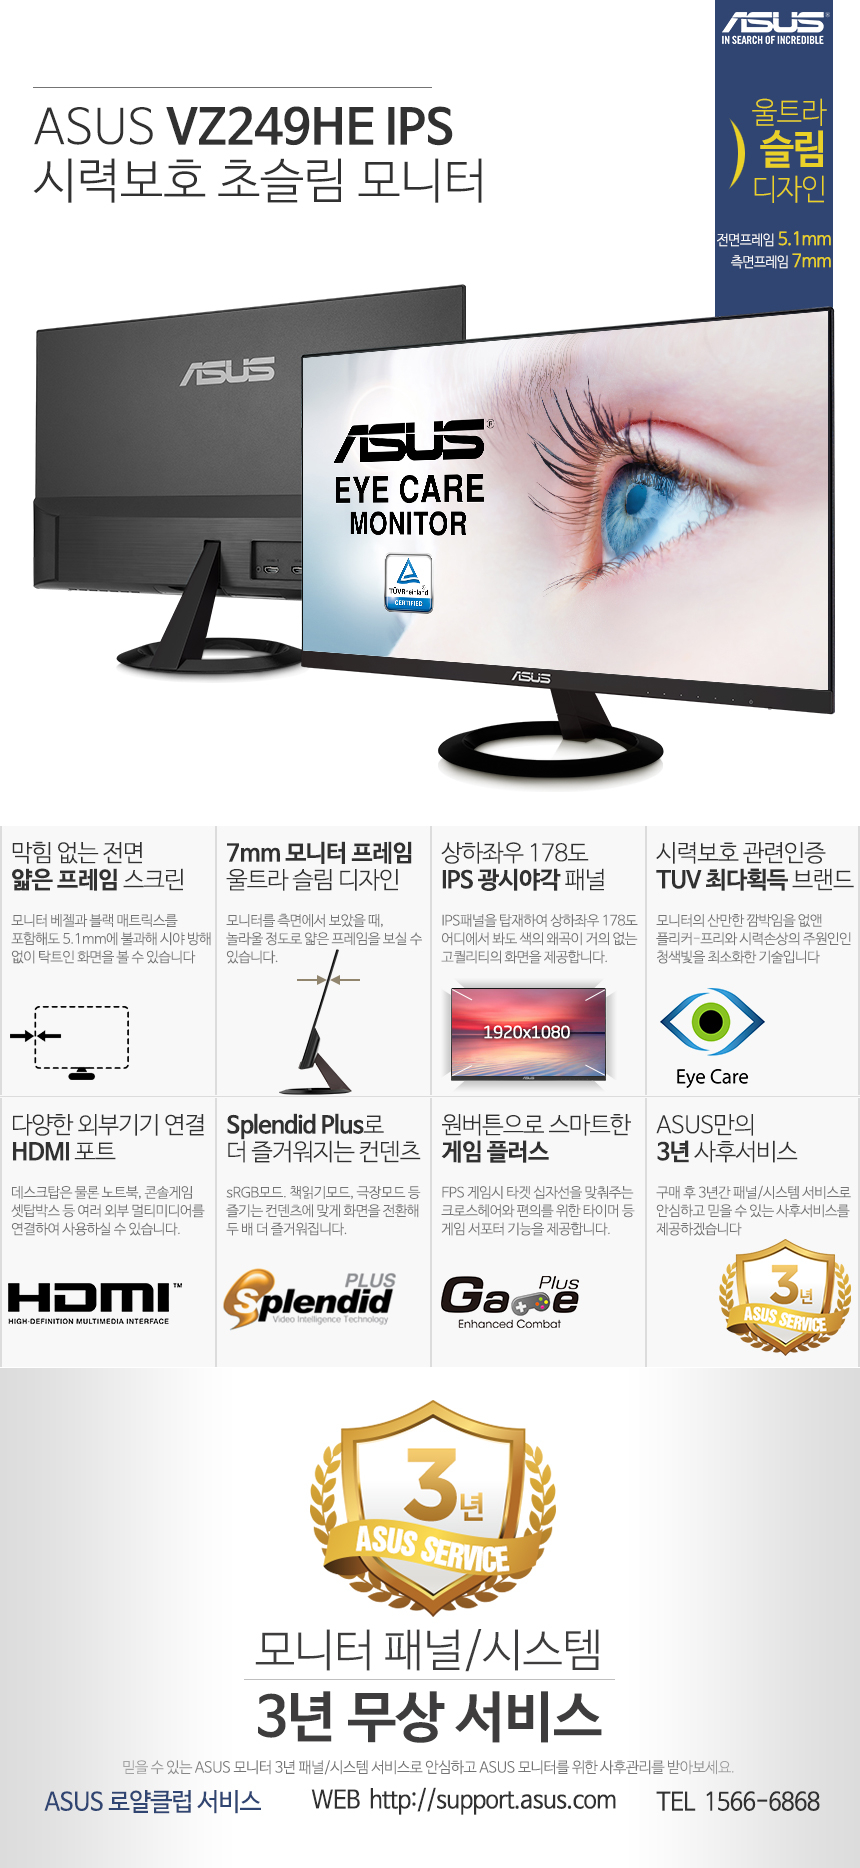 ASUS
IN SEARCH OF INCREDIBLE
울트라
슬림
디자인
전면프레임 5.1mm
측면프레임 7mm
ASUS VZ249HE IPS
시력보호 초슬림 모니터
ASUS
ASUS
EYE CARE
MONITOR
TÜVRheinland
CERTIFIED
ASUS
막힘 없는 전면
얇은 프레임 스크린
모니터 베젤과 블랙 매트릭스를
포함해도 5.1mm에 불과해 시야 방해
없이 탁트인 화면을 볼 수 있습니다
7mm 모니터 프레임
울트라 슬림 디자인
모니터를 측면에서 보았을 때,
놀라울 정도로 얇은 프레임을 보실 수
있습니다.
상하좌우 178도
IPS 광시야각 패널
IPS패널을 탑재하여 상하좌우 178도
어디에서 봐도 색의 왜곡이 거의 없는
고퀄리티의 화면을 제공합니다.
1920x1080
ASUS
시력보호 관련인증
TUV 최다획득 브랜드
모니터의 산만한 깜박임을 없앤
플리커-프리와 시력손상의 주원인인
청색빛을 최소화한 기술입니다
Eye Care
다양한 외부기기 연결
HDMI 포트
데스크탑은 물론 노트북, 콘솔게임
셋탑박스 등 여러 외부 멀티미디어를
연결하여 사용하실 수 있습니다.
HDMI™
HIGH-DEFINITION MULTIMEDIA INTERFACE
Splendid Plus로
더 즐거워지는 컨덴츠
sRGB모드. 책읽기모드, 극장모드 등
즐기는 컨덴츠에 맞게 화면을 전환해
두 배 더 즐거워집니다.
PLUS
Splendid
Video Intelligence Technology
원버튼으로 스마트한
게임 플러스
FPS 게임시 타겟 십자선을 맞춰주는
크로스헤어와 편의를 위한 타이머 등
게임 서포터 기능을 제공합니다.
Plus
Game
Enhanced Combat
ASUS만의
3년 사후서비스
구매 후 3년간 패널/시스템 서비스로
안심하고 믿을 수 있는 사후서비스를
제공하겠습니다
3년
ASUS SERVICE
3년
ASUS SERVICE
모니터 패널/시스템
3년 무상 서비스
믿을 수 있는 ASUS 모니터 3년 패널/시스템 서비스로 안심하고 ASUS 모니터를 위한 사후관리를 받아보세요.
ASUS 로얄클럽 서비스 WEB http://support.asus.com TEL 1566-6868